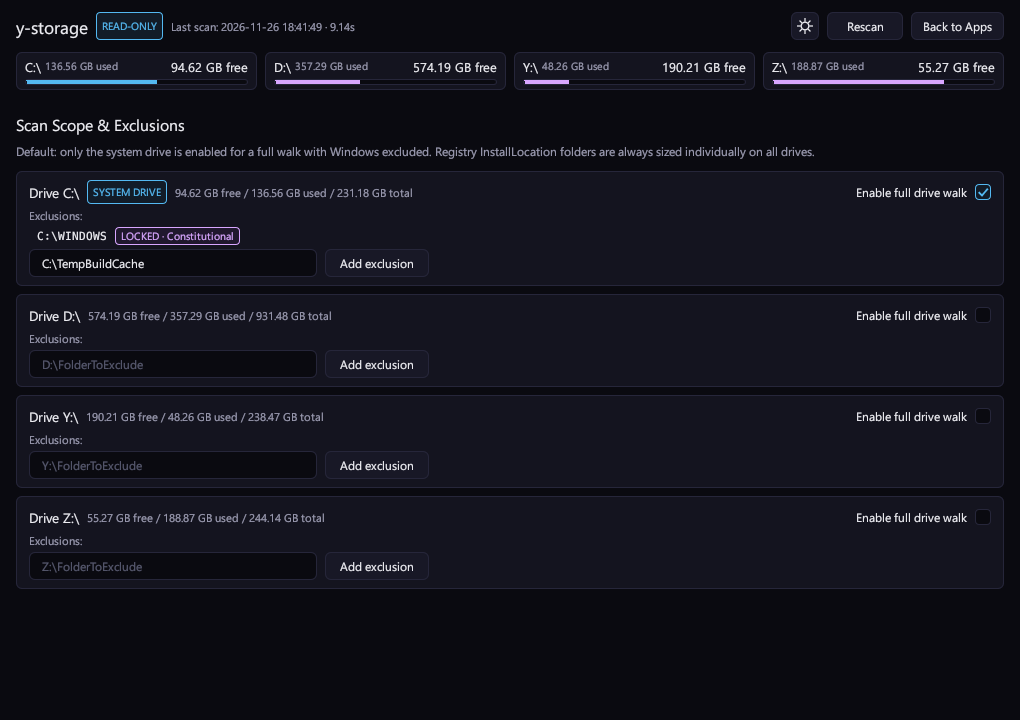 y-storage READ-ONLY Last scan: 2026-11-26 18:41:49 · 9.14s Rescan Back to Apps
C:\ 136.56 GB used 94.62 GB free D:\ 357.29 GB used 574.19 GB free Y:\ 48.26 GB used 190.21 GB free Z:\ 188.87 GB used 55.27 GB free
Scan Scope & Exclusions
Default: only the system drive is enabled for a full walk with Windows excluded. Registry InstallLocation folders are always sized individually on all drives.
Drive C:\ SYSTEM DRIVE 94.62 GB free / 136.56 GB used / 231.18 GB total Enable full drive walk
Exclusions:
C:\WINDOWS LOCKED · Constitutional
C:\TempBuildCache Add exclusion
Drive D:\ 574.19 GB free / 357.29 GB used / 931.48 GB total Enable full drive walk
Exclusions:
D:\FolderToExclude Add exclusion
Drive Y:\ 190.21 GB free / 48.26 GB used / 238.47 GB total Enable full drive walk
Exclusions:
Y:\FolderToExclude Add exclusion
Drive Z:\ 55.27 GB free / 188.87 GB used / 244.14 GB total Enable full drive walk
Exclusions:
Z:\FolderToExclude Add exclusion